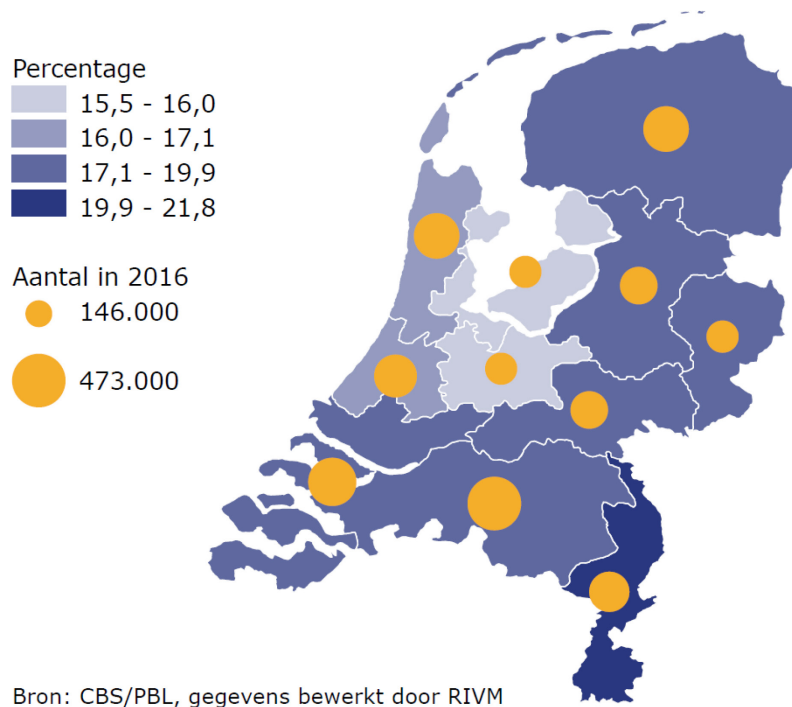 Percentage
15,5 - 16,0
16,0 - 17,1
17,1 - 19,9
19,9 - 21,8
Aantal in 2016
146.000
473.000
Bron: CBS/PBL, gegevens bewerkt door RIVM